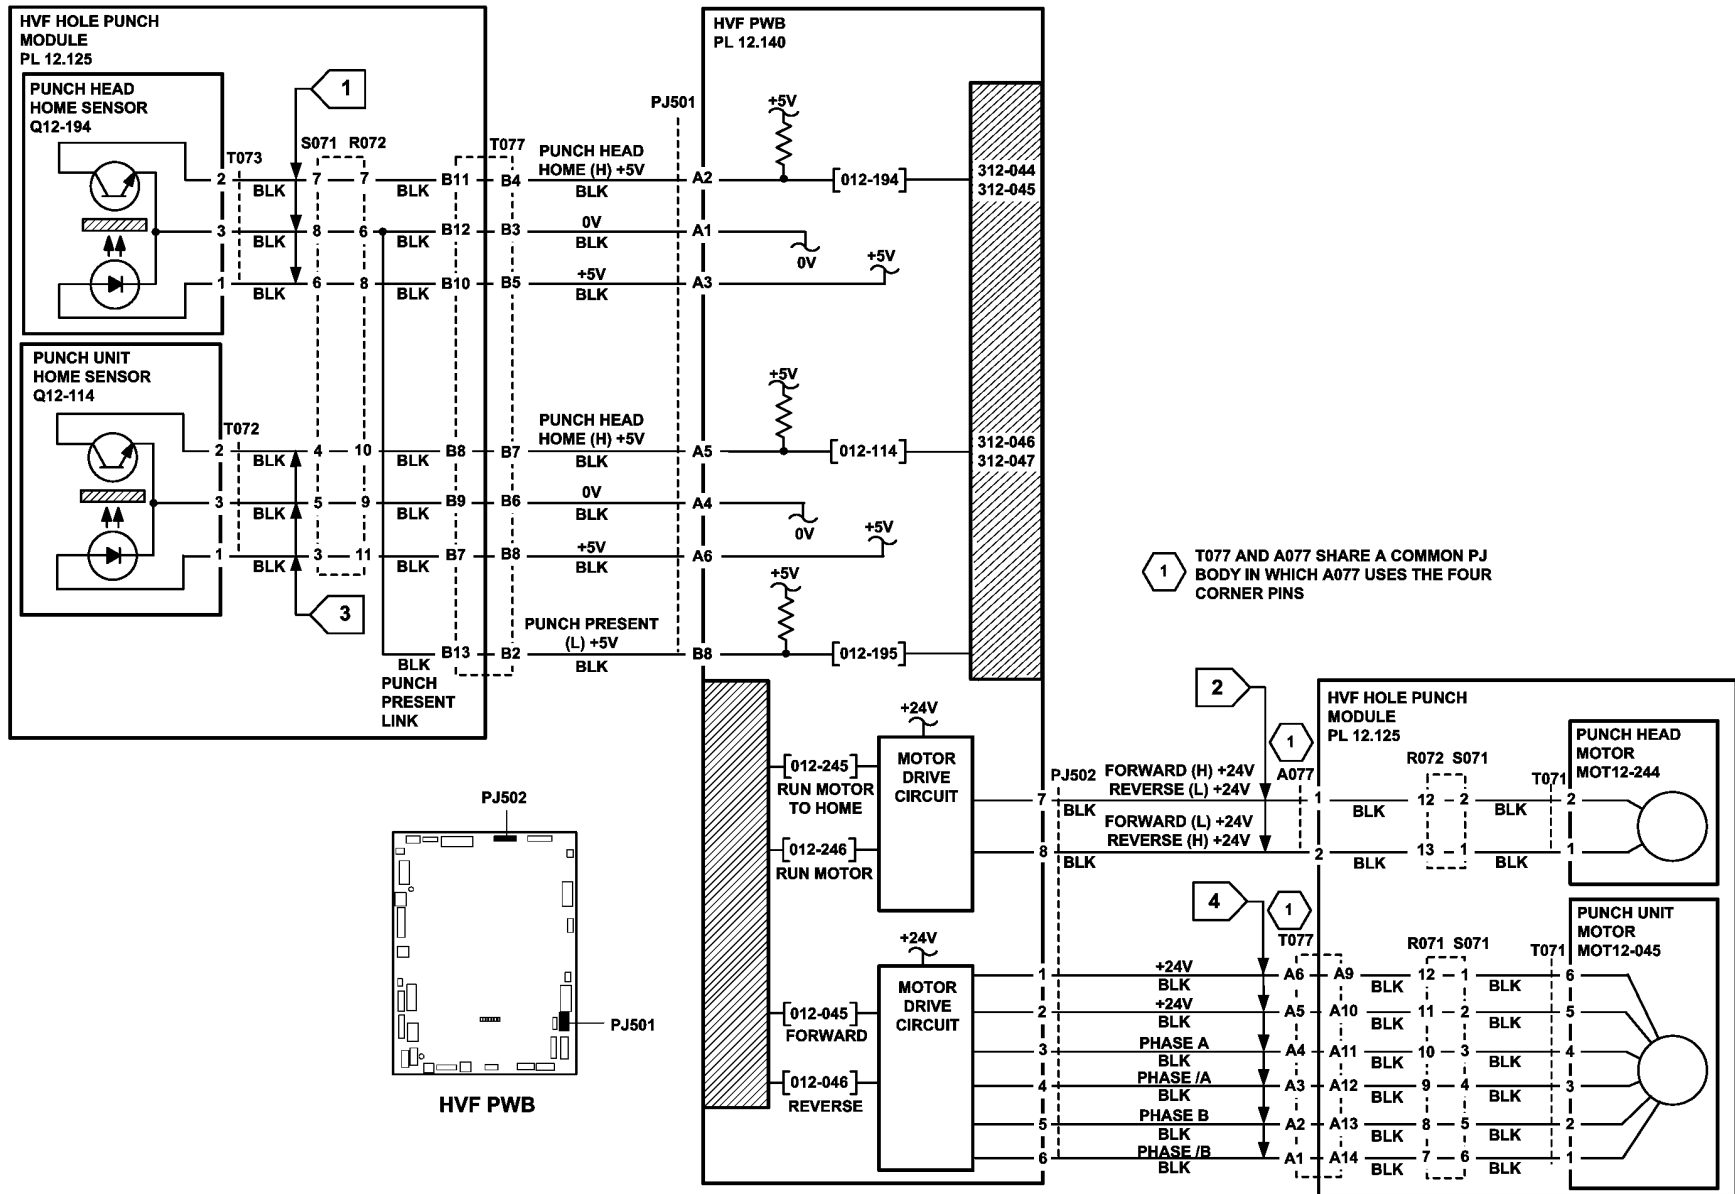 HVF HOLE PUNCH
MODULE
PL 12.125
PUNCH HEAD
HOME SENSOR
Q12-194
1
T073
S071 R072
T077
PJ501
HVF PWB
PL 12.140
+5V
2 BLK 7 7 BLK B11 B4
PUNCH HEAD
HOME (H) +5V
BLK
A2
[012-194]
312-044
312-045
3 BLK 8 6 BLK B12 B3
0V
BLK
A1
0V
1 BLK 6 8 BLK B10 B5
+5V
BLK
A3
+5V
PUNCH UNIT
HOME SENSOR
Q12-114
T072
+5V
2 BLK 4 10 BLK B8 B7
PUNCH HEAD
HOME (H) +5V
BLK
A5
[012-114]
312-046
312-047
3 BLK 5 9 BLK B9 B6
0V
BLK
A4
0V
1 BLK 3 11 BLK B7 B8
+5V
BLK
A6
+5V
3
+5V
BLK
PUNCH
PRESENT
LINK
B13 B2
PUNCH PRESENT
(L) +5V
BLK
B8
[012-195]
1
T077 AND A077 SHARE A COMMON PJ
BODY IN WHICH A077 USES THE FOUR
CORNER PINS
+24V
MOTOR
DRIVE
CIRCUIT
[012-245]
RUN MOTOR
TO HOME
[012-246]
RUN MOTOR
2
1
PJ502
A077
HVF HOLE PUNCH
MODULE
PL 12.125
R072 S071
T071
PUNCH HEAD
MOTOR
MOT12-244
7
FORWARD (H) +24V
REVERSE (L) +24V
BLK
1 BLK 12 2 BLK 2
8
FORWARD (L) +24V
REVERSE (H) +24V
BLK
2 BLK 13 1 BLK 1
4
1
T077
R071 S071
T071
PUNCH UNIT
MOTOR
MOT12-045
+24V
MOTOR
DRIVE
CIRCUIT
[012-045]
FORWARD
[012-046]
REVERSE
1 +24V BLK A6 A9 BLK 12 1 BLK 6
2 +24V BLK A5 A10 BLK 11 2 BLK 5
3 PHASE A BLK A4 A11 BLK 10 3 BLK 4
4 PHASE /A BLK A3 A12 BLK 9 4 BLK 3
5 PHASE B BLK A2 A13 BLK 8 5 BLK 2
6 PHASE /B BLK A1 A14 BLK 7 6 BLK 1
PJ502
PJ501
HVF PWB